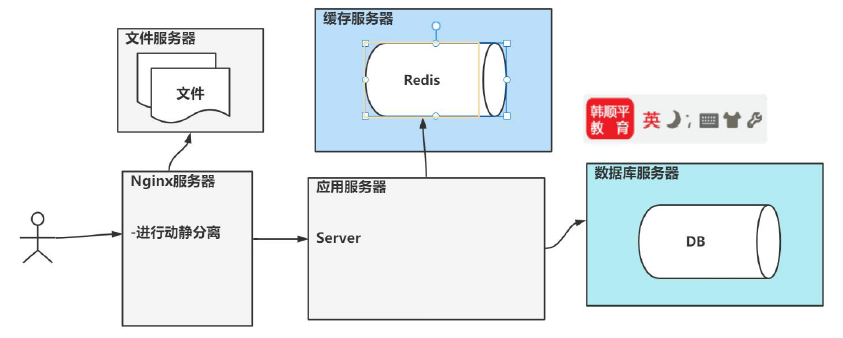 文件服务器
文件
缓存服务器
Redis
韩顺平
教 育
英
Nginx服务器
-进行动静分离
应用服务器
Server
数据库服务器
DB